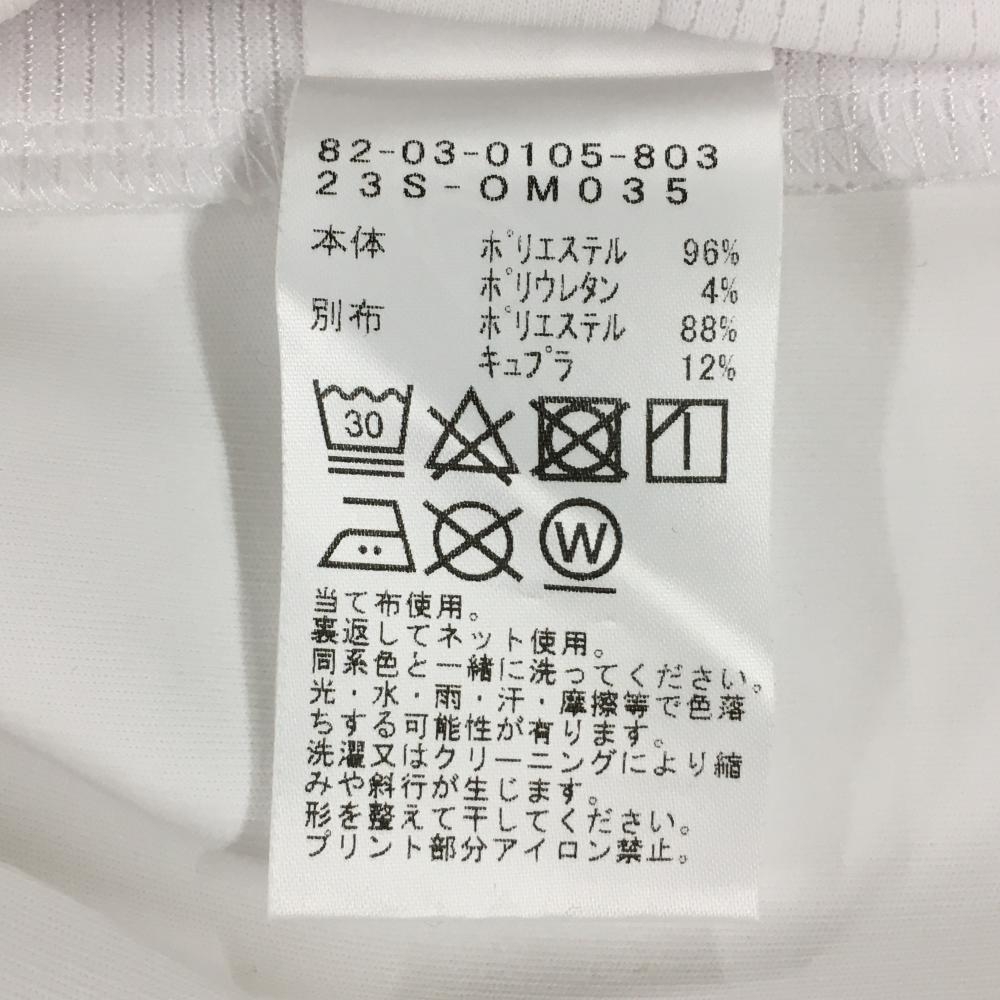 82-03-0105-803
23S-OM035
本体 ポリエステル 96%
ポリウレタン 4%
別布 ポリエステル 88%
キュプラ 12%
30
W
当て布使用。
裏返してネット使用。
同系色と一緒に洗ってください。
光・水・雨・汗・摩擦等で色落
ちする可能性が有ります。
洗濯又はクリーニングにより縮
みや斜行が生じます。
形を整えて干してください。
プリント部分アイロン禁止。